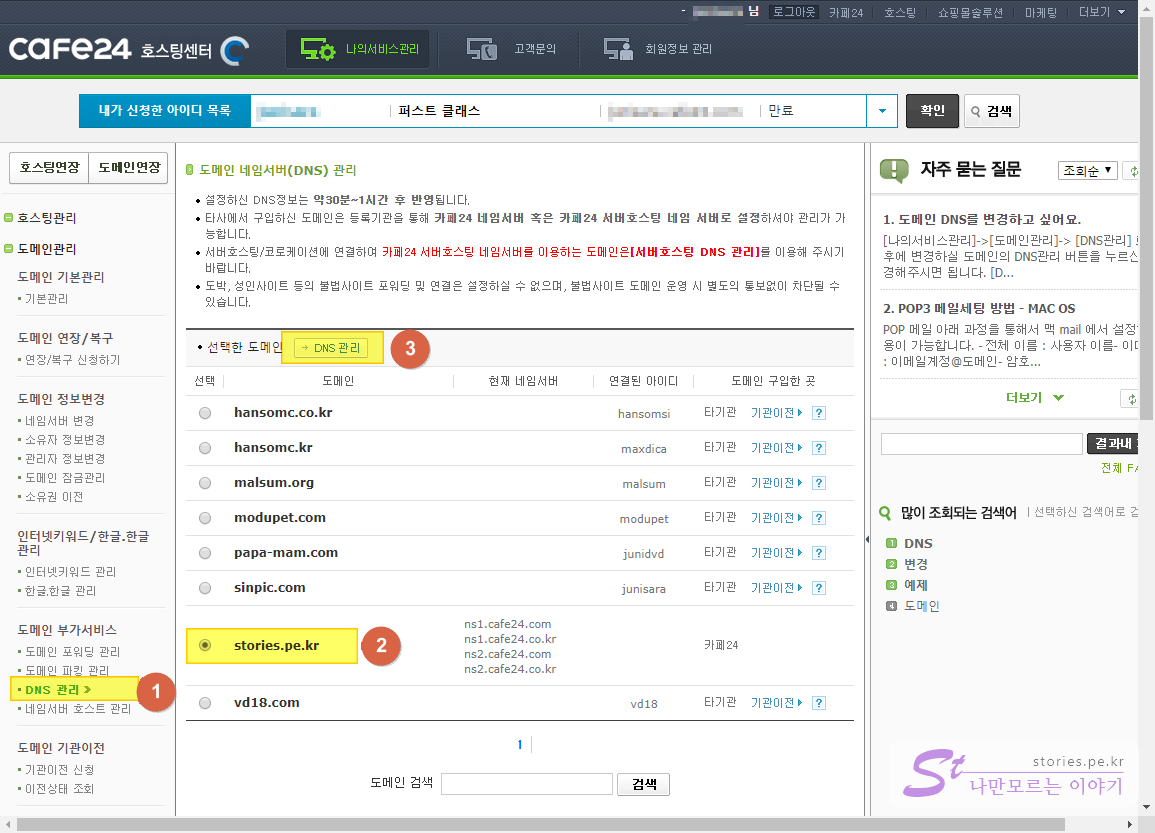 - 님 로그아웃 카페24 호스팅 쇼핑몰솔루션 마케팅 더보기
cafe24 호스팅센터
나의서비스관리 고객문의 회원정보 관리
내가 신청한 아이디 목록 퍼스트 클래스 만료 확인 검색
호스팅연장 도메인연장
호스팅관리
도메인관리
도메인 기본관리
기본관리
도메인 연장/복구
연장/복구 신청하기
도메인 정보변경
네임서버 변경
소유자 정보변경
관리자 정보변경
도메인 잠금관리
소유권 이전
인터넷키워드/한글.한글
관리
인터넷키워드 관리
한글.한글 관리
도메인 부가서비스
도메인 포워딩 관리
도메인 파킹 관리
DNS 관리 » 1
네임서버 호스트 관리
도메인 기관이전
기관이전 신청
이전상태 조회
도메인 네임서버(DNS) 관리
설정하신 DNS정보는 약30분~1시간 후 반영됩니다.
타사에서 구입하신 도메인은 등록기관을 통해 카페24 네임서버 혹은 카페24 서버호스팅 네임 서버로 설정하셔야 관리가 가
능합니다.
서버호스팅/코로케이션에 연결하여 카페24 서버호스팅 네임서버를 이용하는 도메인은[서버호스팅 DNS 관리]를 이용해 주시기
바랍니다.
도박, 성인사이트 등의 불법사이트 포워딩 및 연결은 설정하실 수 없으며, 불법사이트 도메인 운영 시 별도의 통보없이 차단될 수
있습니다.
선택한 도메인 → DNS 관리 3
선택 도메인 현재 네임서버 연결된 아이디 도메인 구입한 곳
hansomc.co.kr hansomsi 타기관 기관이전 ?
hansomc.kr maxdica 타기관 기관이전 ?
malsum.org malsum 타기관 기관이전 ?
modupet.com modupet 타기관 기관이전 ?
papa-mam.com junidvd 타기관 기관이전 ?
sinpic.com junisara 타기관 기관이전 ?
stories.pe.kr 2
ns1.cafe24.com
ns1.cafe24.co.kr
ns2.cafe24.com
ns2.cafe24.co.kr
카페24
vd18.com vd18 타기관 기관이전 ?
1
도메인 검색 검색
자주 묻는 질문 조회순
1. 도메인 DNS를 변경하고 싶어요.
[나의서비스관리]->[도메인관리]-> [DNS관리]
후에 변경하실 도메인의 DNS관리 버튼을 누르신
경해주시면 됩니다. [D...
2. POP3 메일세팅 방법 - MAC OS
POP 메일 아래 과정을 통해서 맥 mail 에서 설정
용이 가능합니다. - 전체 이름 : 사용자 이름- 이메
: 이메일계정@도메인- 암호...
더보기
결과내
전체 FA
많이 조회되는 검색어 선택하신 검색어로 검
1 DNS
2 변경
3 예제
4 도메인
St
stories.pe.kr
나만모르는 이야기